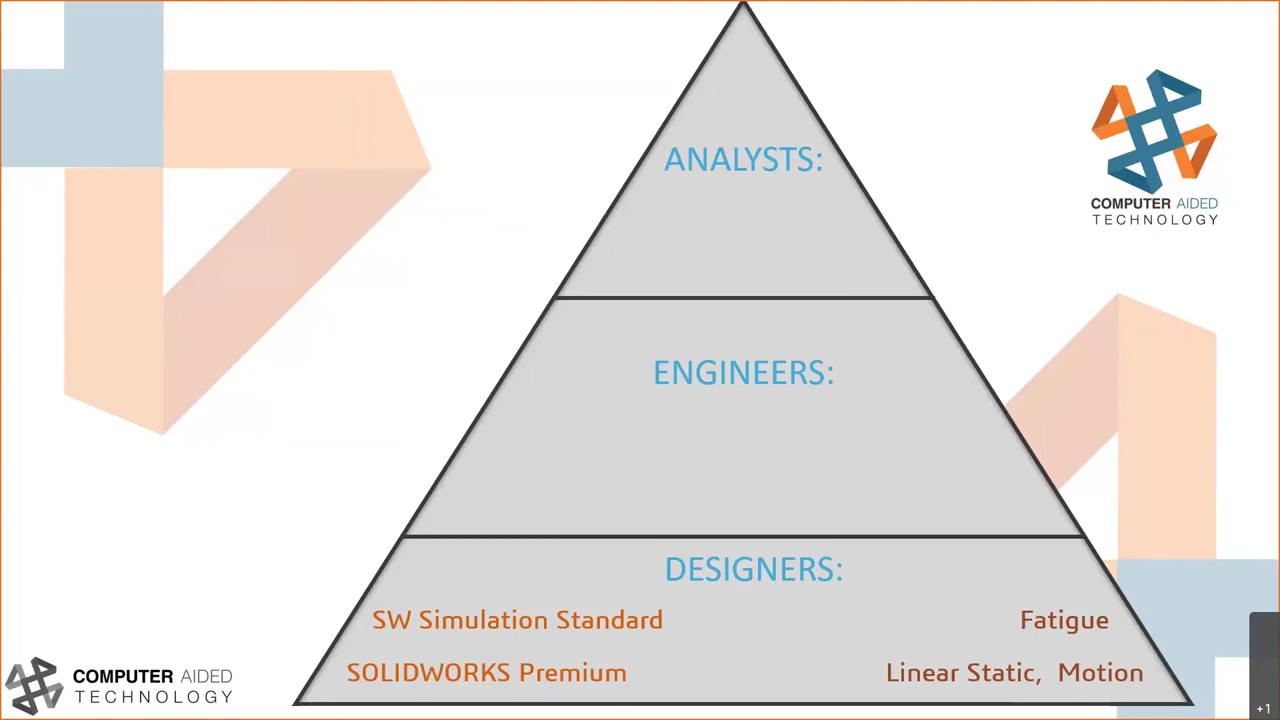 ANALYSTS:
COMPUTER AIDED
TECHNOLOGY
ENGINEERS:
DESIGNERS:
SW Simulation Standard
Fatigue
SOLIDWORKS Premium
Linear Static, Motion
COMPUTER AIDED
TECHNOLOGY
+1